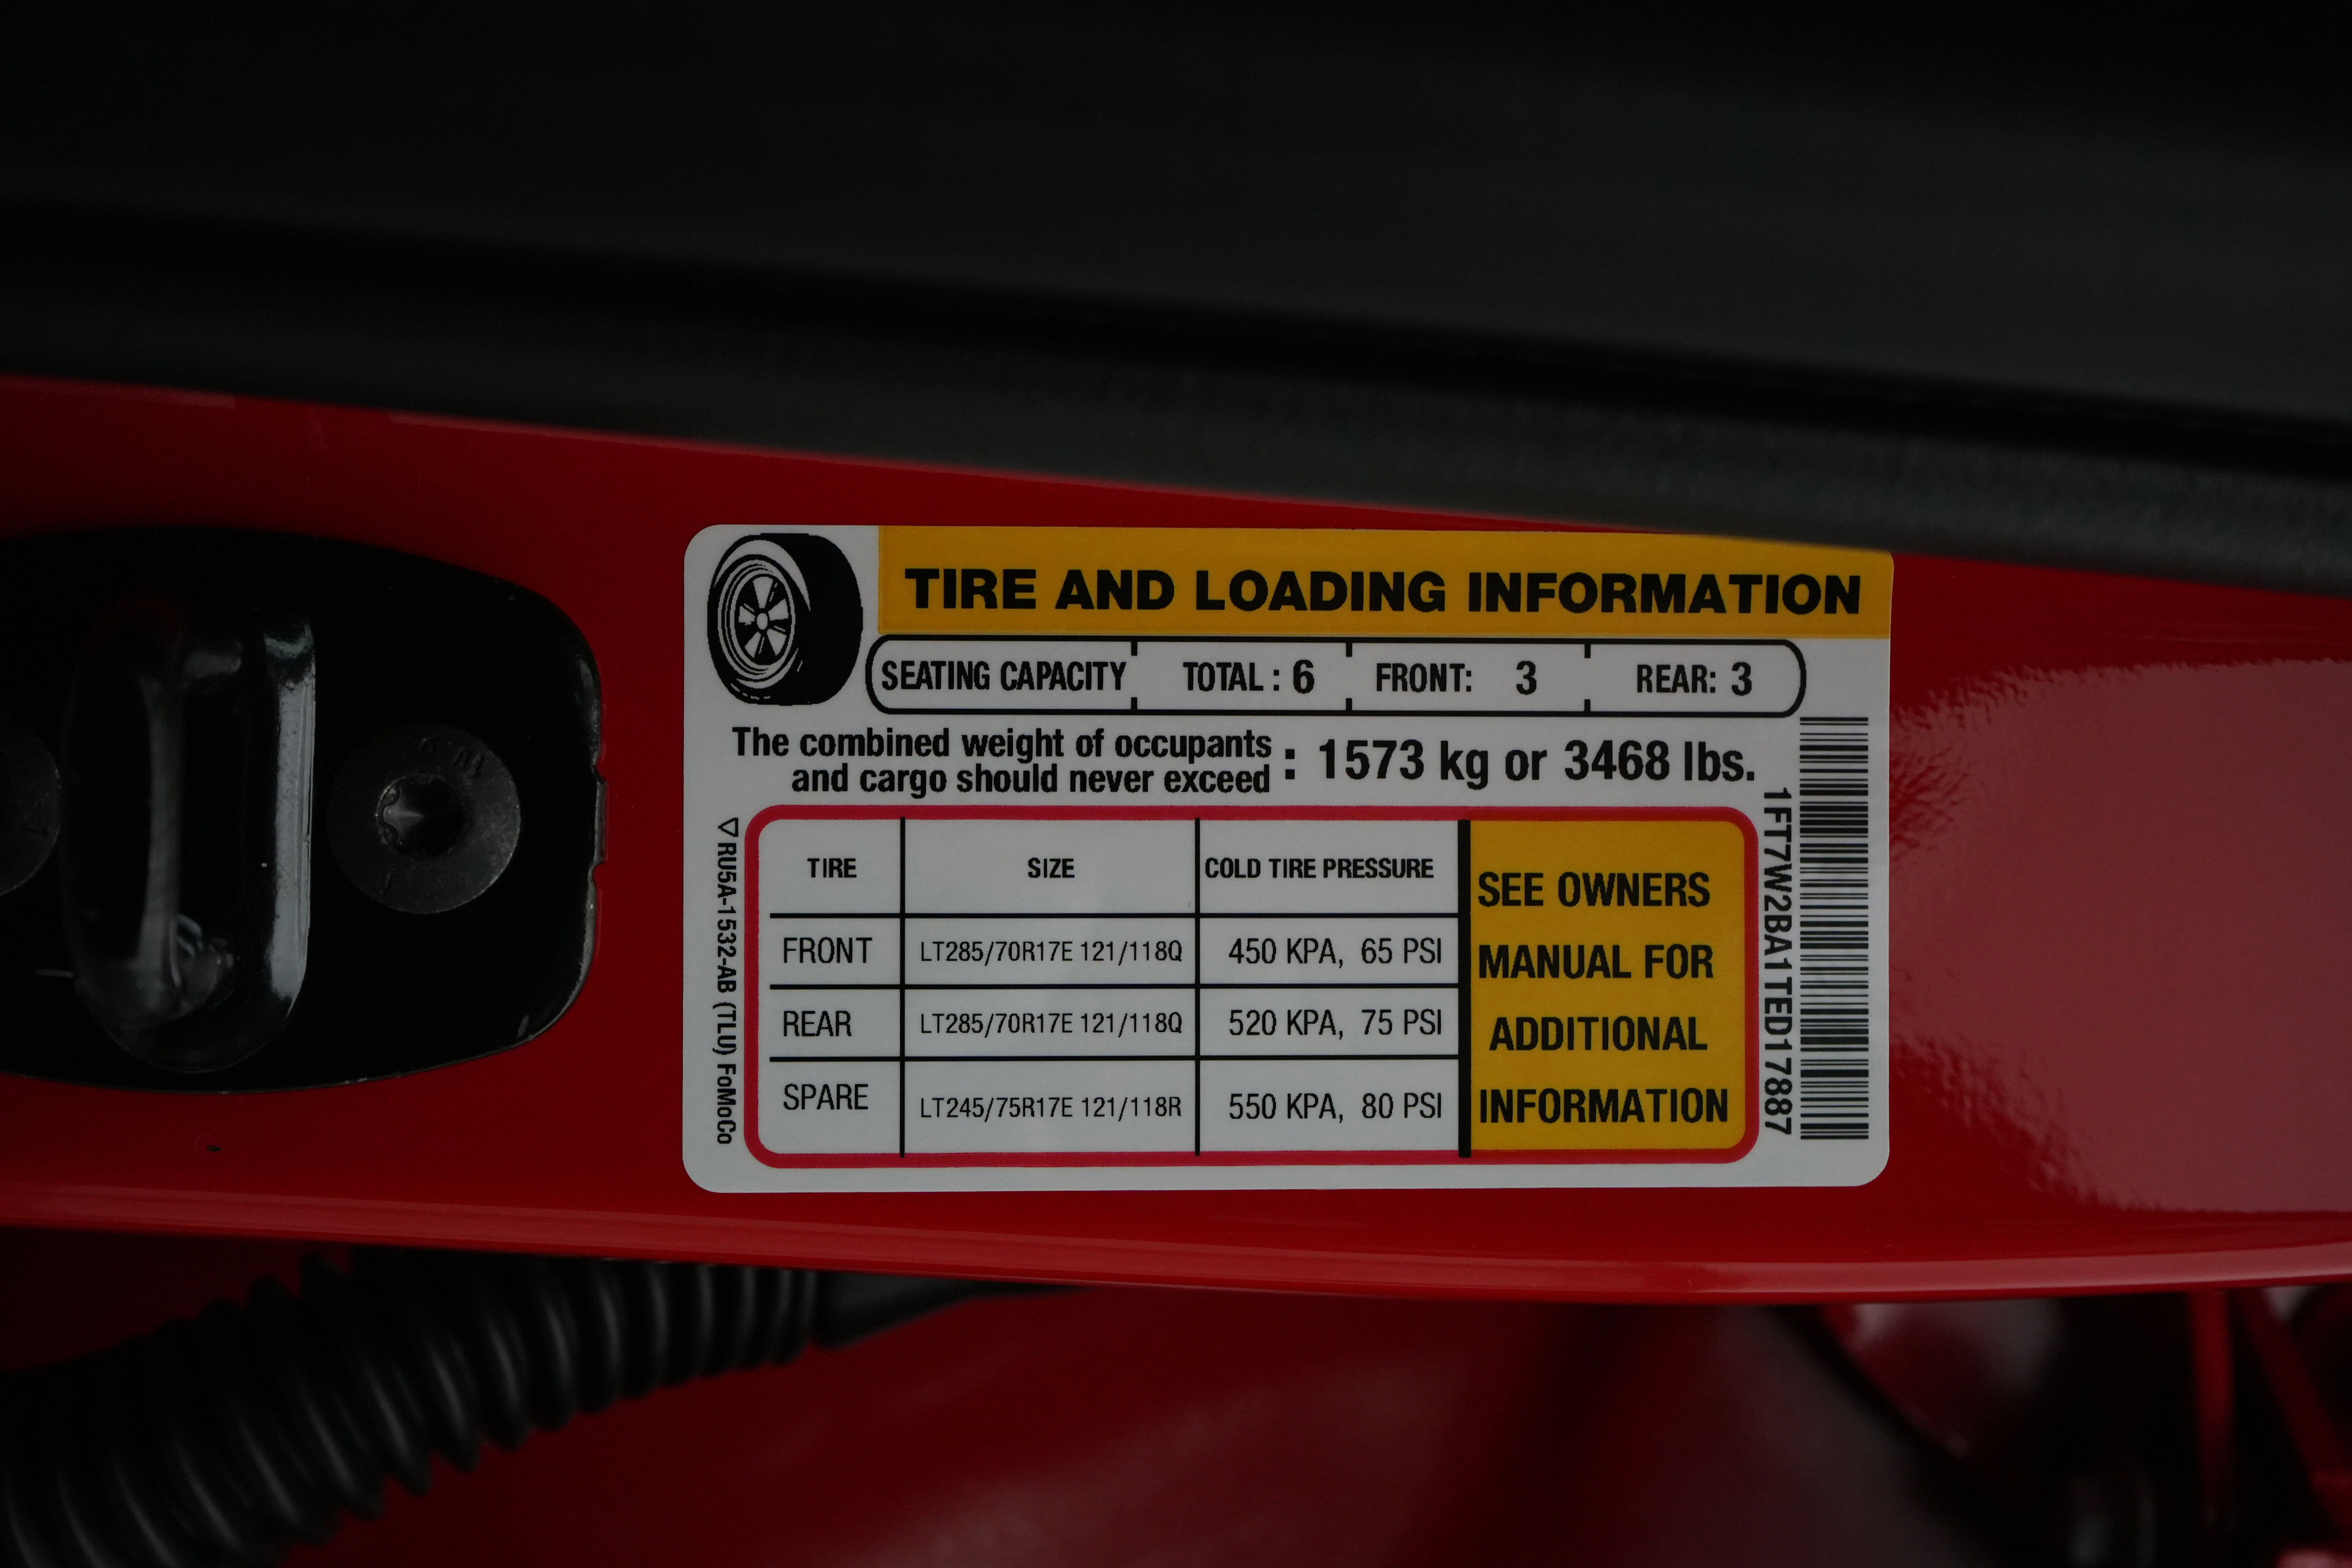 TIRE AND LOADING INFORMATION
SEATING CAPACITY TOTAL : 6 FRONT: 3 REAR: 3
The combined weight of occupants
and cargo should never exceed : 1573 kg or 3468 lbs.
TIRE SIZE COLD TIRE PRESSURE
FRONT LT285/70R17E 121/118Q 450 KPA, 65 PSI
REAR LT285/70R17E 121/118Q 520 KPA, 75 PSI
SPARE LT245/75R17E 121/118R 550 KPA, 80 PSI
SEE OWNERS
MANUAL FOR
ADDITIONAL
INFORMATION
RU5A-1532-AB (TLU) FoMoCo
1FT7W2BA1TED17887
10.9